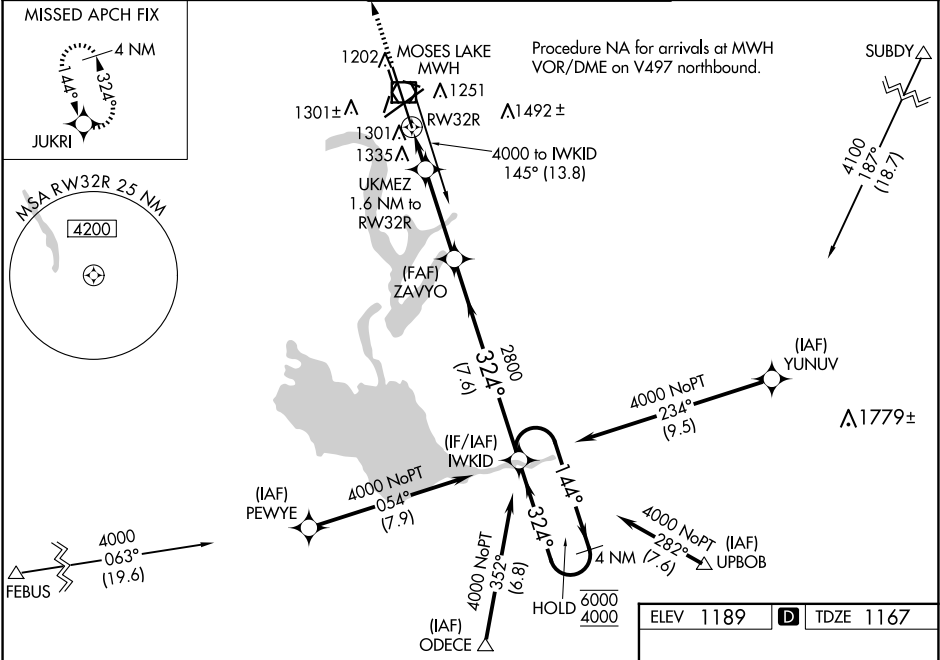 MISSED APCH FIX
4 NM
144°
324°
JUKRI
MSA RW32R 25 NM
4200
1202
MOSES LAKE
MWH
1251
1301±
RW32R
1492±
1301
1335
4000 to IWKID
145° (13.8)
UKMEZ
1.6 NM to
RW32R
Procedure NA for arrivals at MWH
VOR/DME on V497 northbound.
SUBDY
4100
187°
(18.7)
(FAF)
ZAVYO
2800
324°
(7.6)
(IAF)
YUNUV
4000 NoPT
234°
(9.5)
1779±
(IF/IAF)
IWKID
(IAF)
PEWYE
4000 NoPT
054°
(7.9)
144°
324°
4 NM
4000 NoPT
282°
(7.6)
(IAF)
UPBOB
FEBUS
4000
063°
(19.6)
4000 NoPT
352°
(6.8)
(IAF)
ODECE
HOLD
6000
4000
ELEV 1189 D TDZE 1167